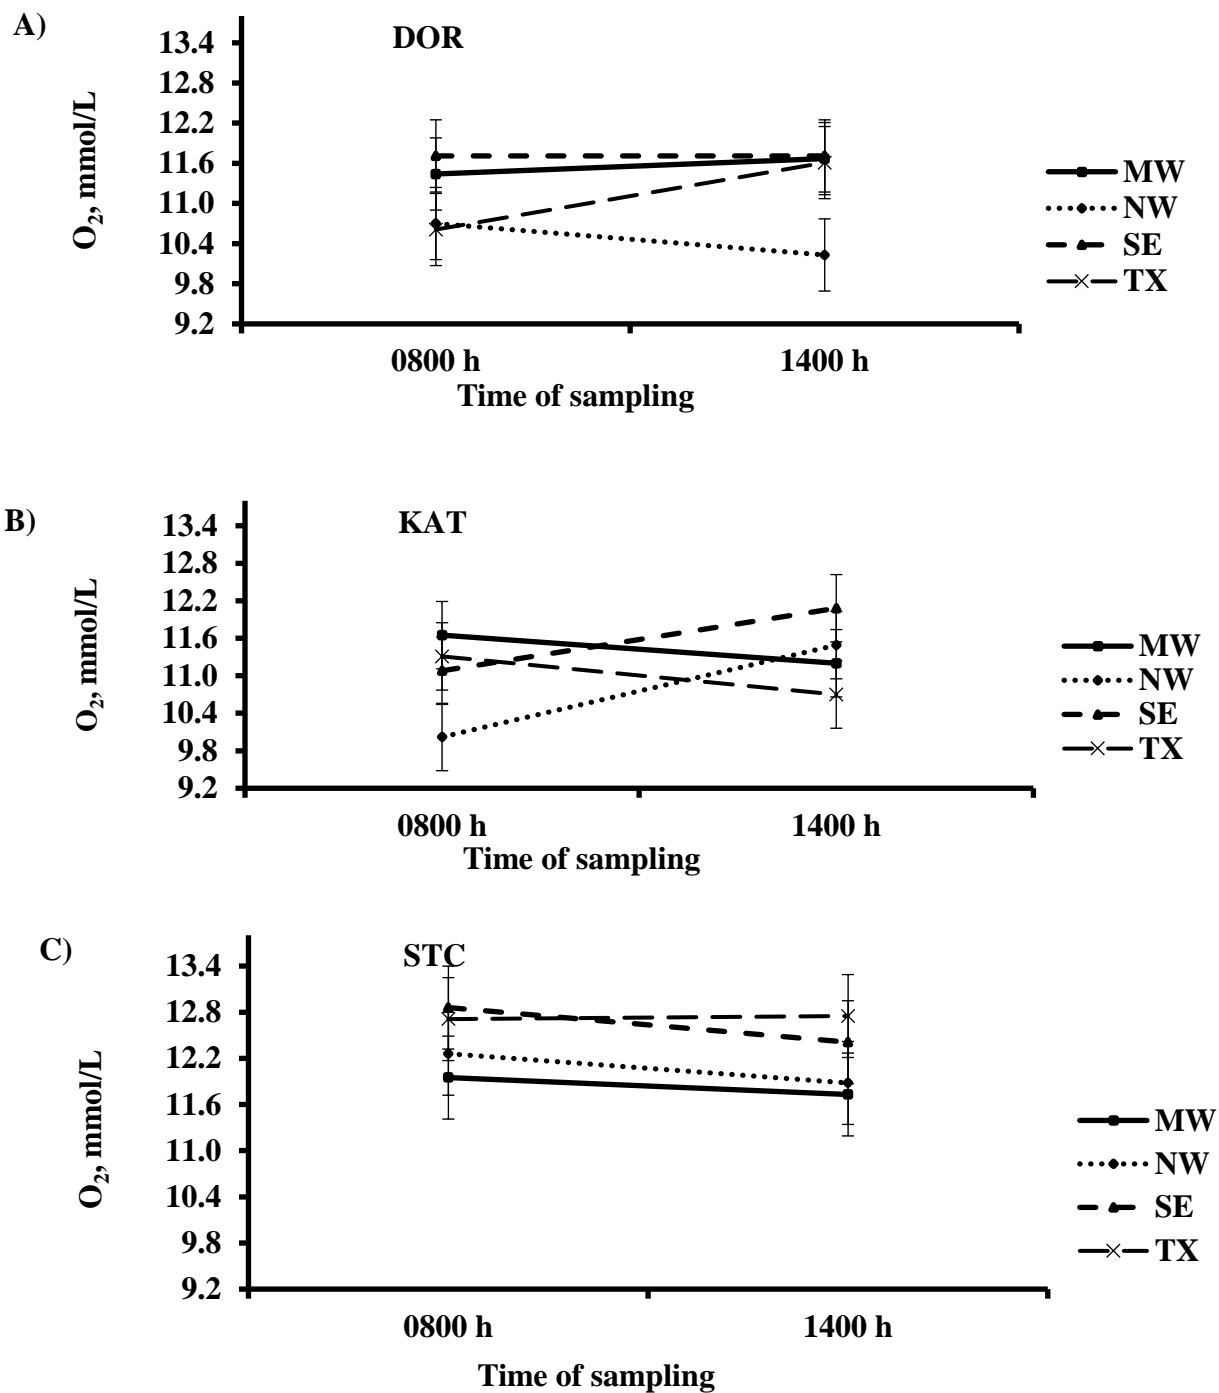 A)
DOR
O2, mmol/L
13.4
12.8
12.2
11.6
11.0
10.4
9.8
9.2
0800 h
1400 h
Time of sampling
MW
NW
SE
TX
B)
KAT
O2, mmol/L
13.4
12.8
12.2
11.6
11.0
10.4
9.8
9.2
0800 h
1400 h
Time of sampling
MW
NW
SE
TX
C)
STC
O2, mmol/L
13.4
12.8
12.2
11.6
11.0
10.4
9.8
9.2
0800 h
1400 h
Time of sampling
MW
NW
SE
TX